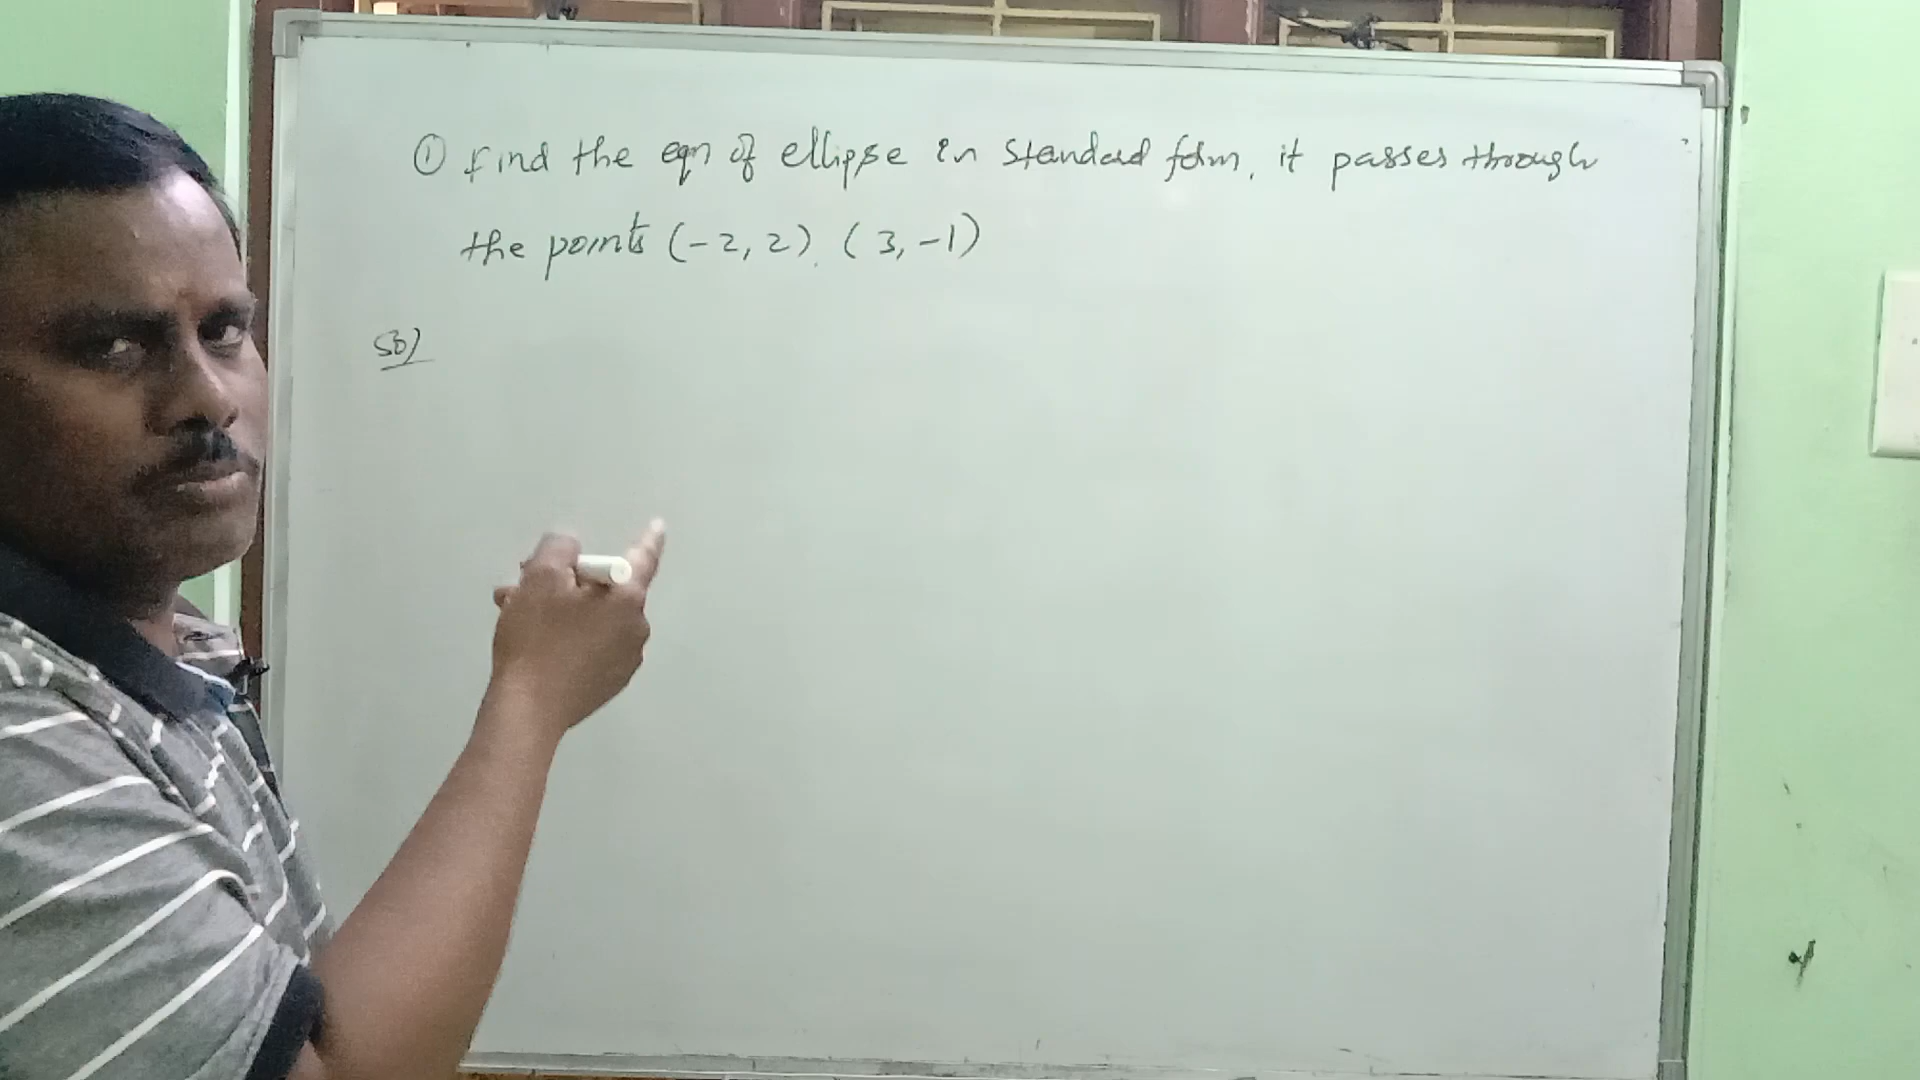 ① Find the eqn of ellipse in standard form, it passes through
the points (-2, 2), (3, -1)
Sol